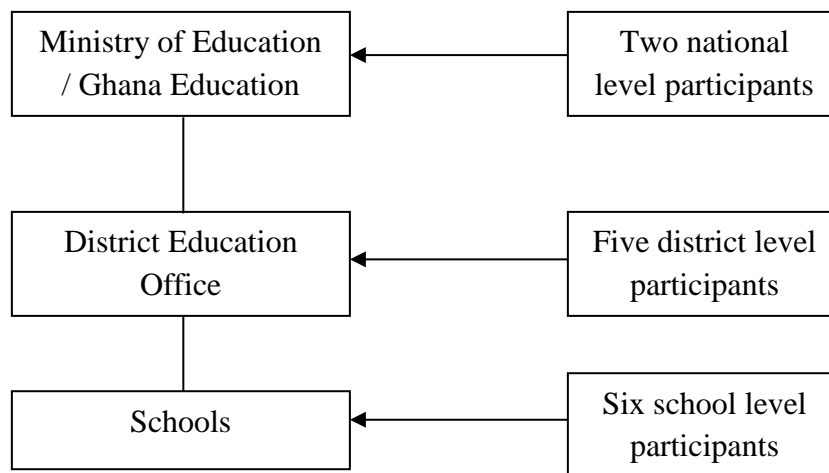 Ministry of Education
/ Ghana Education
Two national
level participants
District Education
Office
Five district level
participants
Schools
Six school level
participants